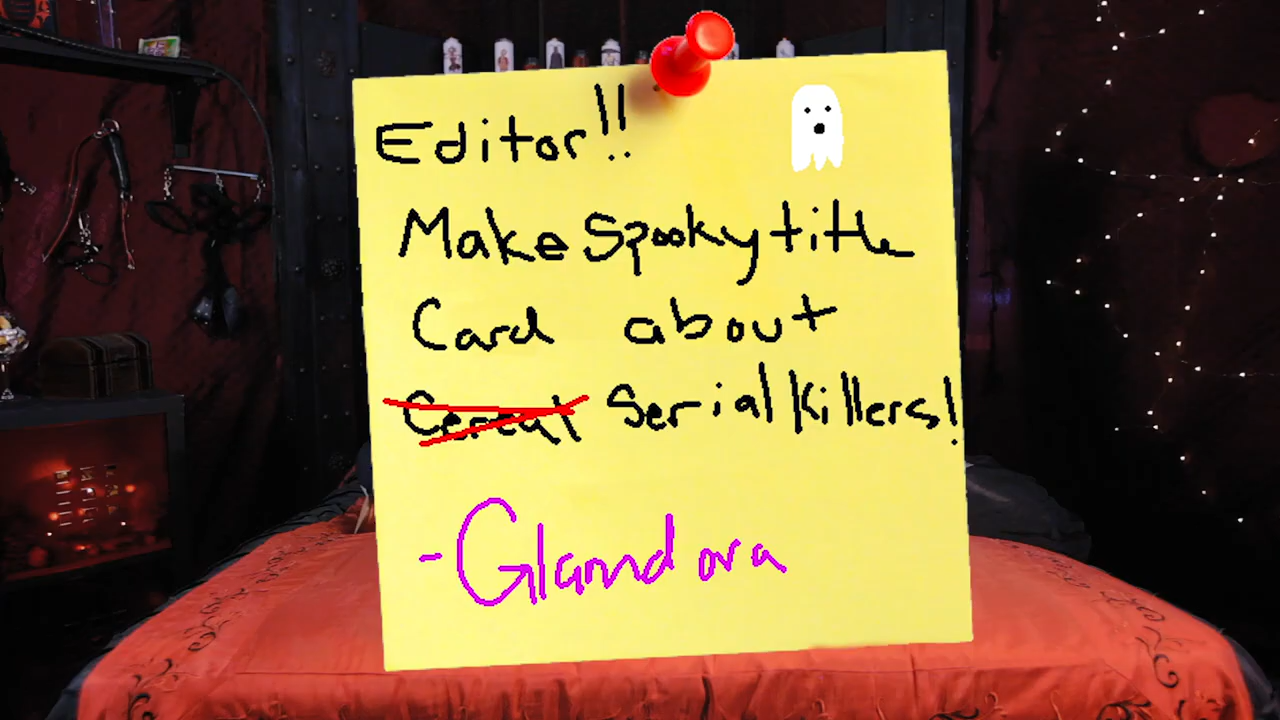 Editor!!
Make Spooky title
Card about
Cereal Serial Killers!
-Glamdora